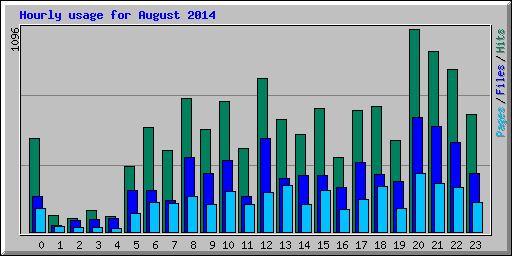 Hourly usage for August 2014
1096
Pages / Files / Hits
0 1 2 3 4 5 6 7 8 9 10 11 12 13 14 15 16 17 18 19 20 21 22 23